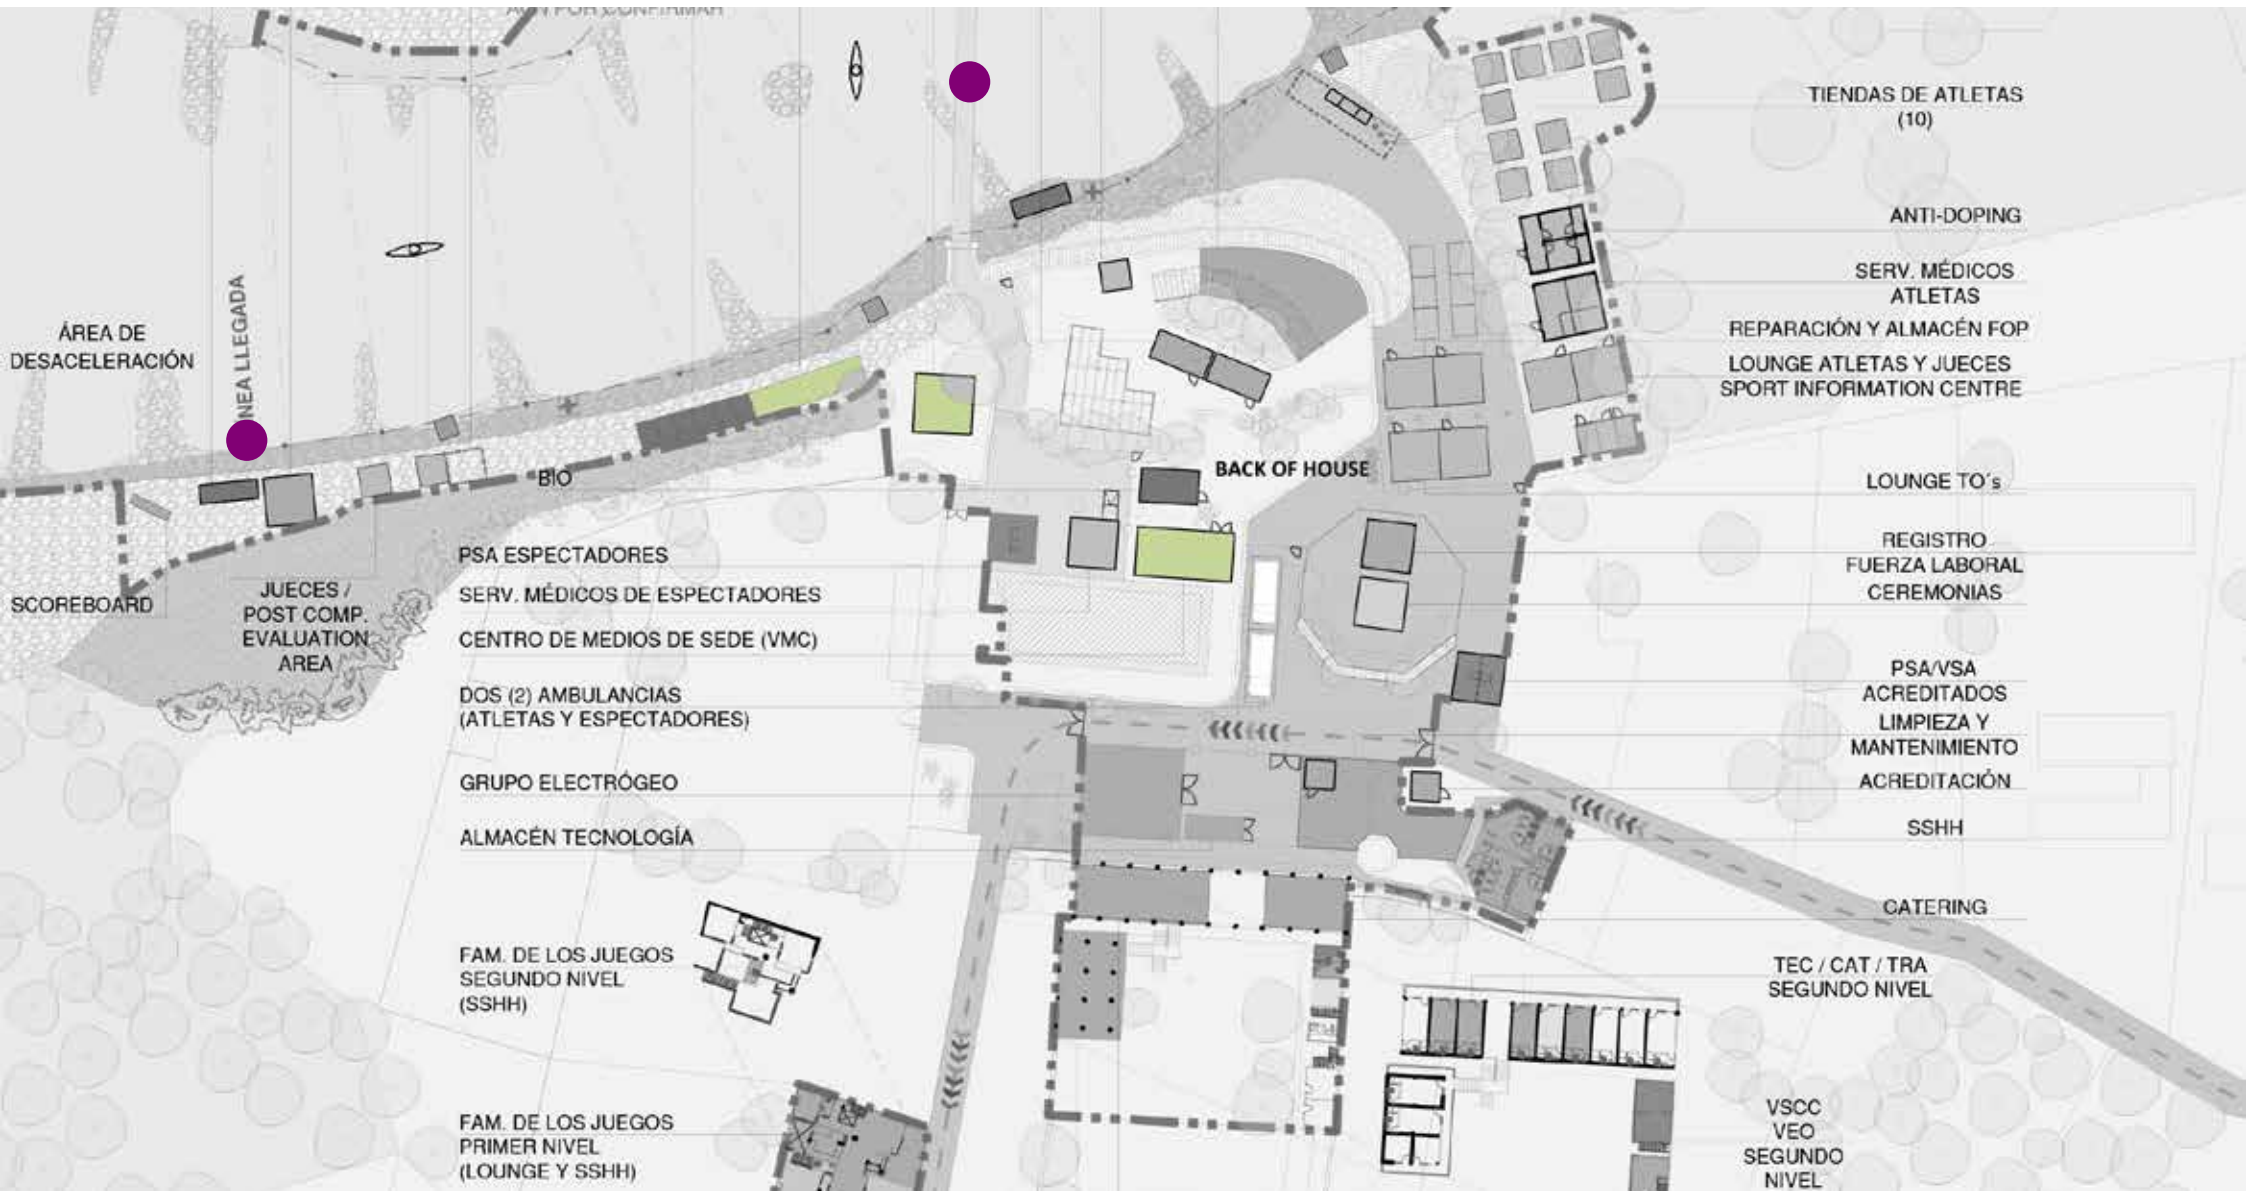 POR CONFIRMAR
TIENDAS DE ATLETAS
(10)
ANTI-DOPING
SERV. MÉDICOS
ATLETAS
REPARACIÓN Y ALMACÉN FOP
LOUNGE ATLETAS Y JUECES
SPORT INFORMATION CENTRE
ÁREA DE
DESACELERACIÓN
NEA LLEGADA
BACK OF HOUSE
BIO
LOUNGE TO´s
REGISTRO
FUERZA LABORAL
CEREMONIAS
SCOREBOARD
JUECES /
POST COMP.
EVALUATION
AREA
PSA ESPECTADORES
SERV. MÉDICOS DE ESPECTADORES
CENTRO DE MEDIOS DE SEDE (VMC)
DOS (2) AMBULANCIAS
(ATLETAS Y ESPECTADORES)
GRUPO ELECTRÓGEO
ALMACÉN TECNOLOGÍA
PSA/VSA
ACREDITADOS
LIMPIEZA Y
MANTENIMIENTO
ACREDITACIÓN
SSHH
CATERING
FAM. DE LOS JUEGOS
SEGUNDO NIVEL
(SSHH)
TEC / CAT / TRA
SEGUNDO NIVEL
FAM. DE LOS JUEGOS
PRIMER NIVEL
(LOUNGE Y SSHH)
VSCC
VEO
SEGUNDO
NIVEL